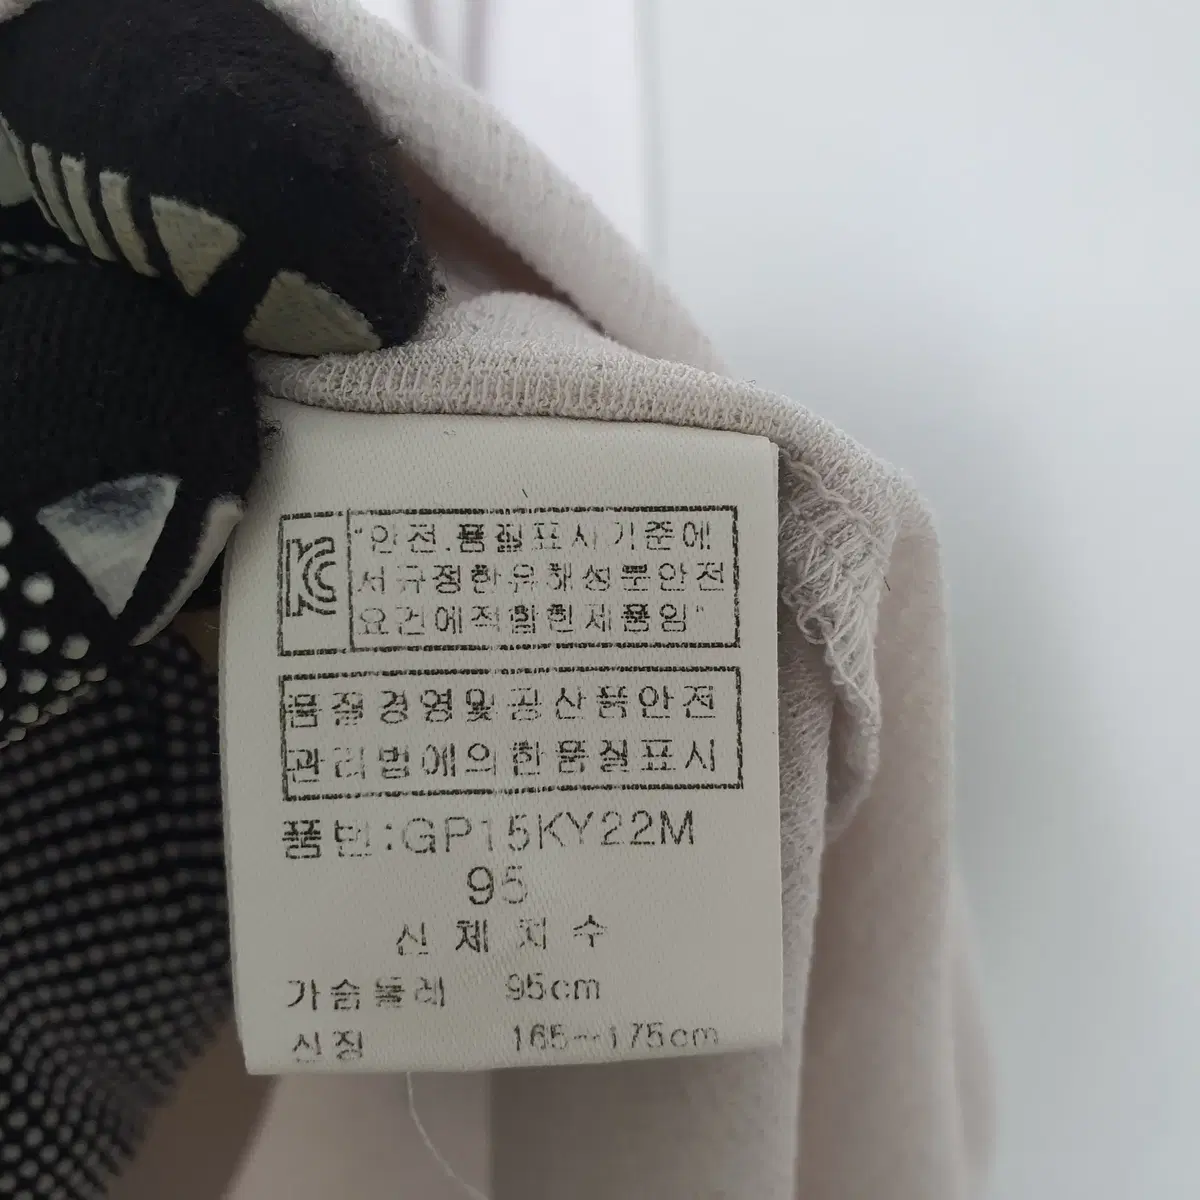 KC
"안전.품질표시기준에
서규정한유해성분안전
요건에적합한제품임"
품질경영및공산품안전
관리법에의한품질표시
품번:GP15KY22M
95
신체치수
가슴둘레 95cm
신장 165~175cm